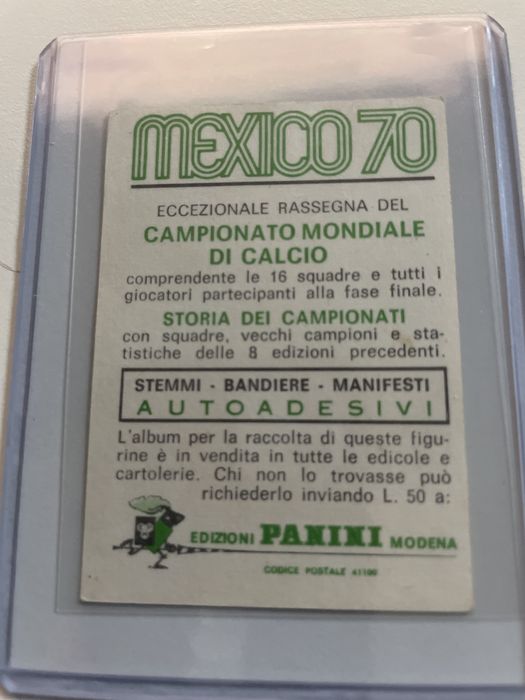 MEXICO 70
ECCEZIONALE RASSEGNA DEL
CAMPIONATO MONDIALE
DI CALCIO
comprendente le 16 squadre e tutti i
giocatori partecipanti alla fase finale.
STORIA DEI CAMPIONATI
con squadre, vecchi campioni e sta-
tistiche delle 8 edizioni precedenti.
STEMMI - BANDIERE - MANIFESTI
AUTOADESIVI
L'album per la raccolta di queste figu-
rine è in vendita in tutte le edicole e
cartolerie. Chi non lo trovasse può
richiederlo inviando L. 50 a:
EDIZIONI PANINI MODENA
CODICE POSTALE 41100